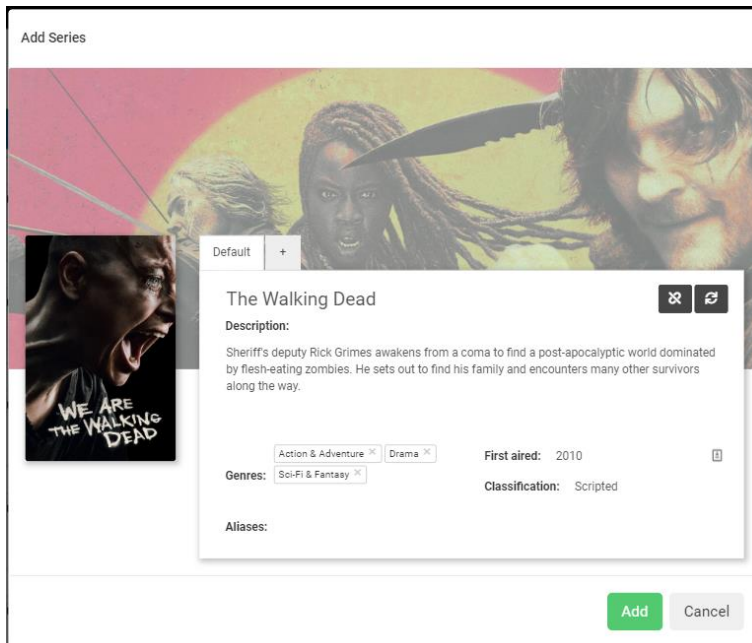 Add Series
Default
+
The Walking Dead
Description:
Sheriff's deputy Rick Grimes awakens from a coma to find a post-apocalyptic world dominated
by flesh-eating zombies. He sets out to find his family and encounters many other survivors
along the way.
WE ARE
THE WALKING
DEAD
Genres:
Action & Adventure ×
Drama ×
Sci-Fi & Fantasy ×
First aired: 2010
Classification: Scripted
Aliases:
Add
Cancel